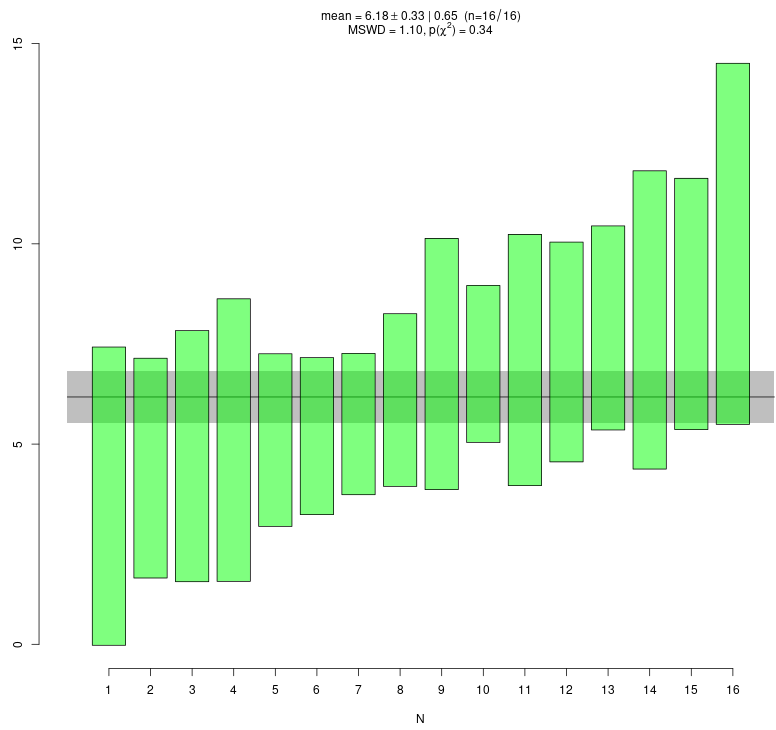 mean = 6.18 ± 0.33 | 0.65 (n=16/16)
MSWD = 1.10, p(χ²) = 0.34
15
10
5
0
1 2 3 4 5 6 7 8 9 10 11 12 13 14 15 16
N